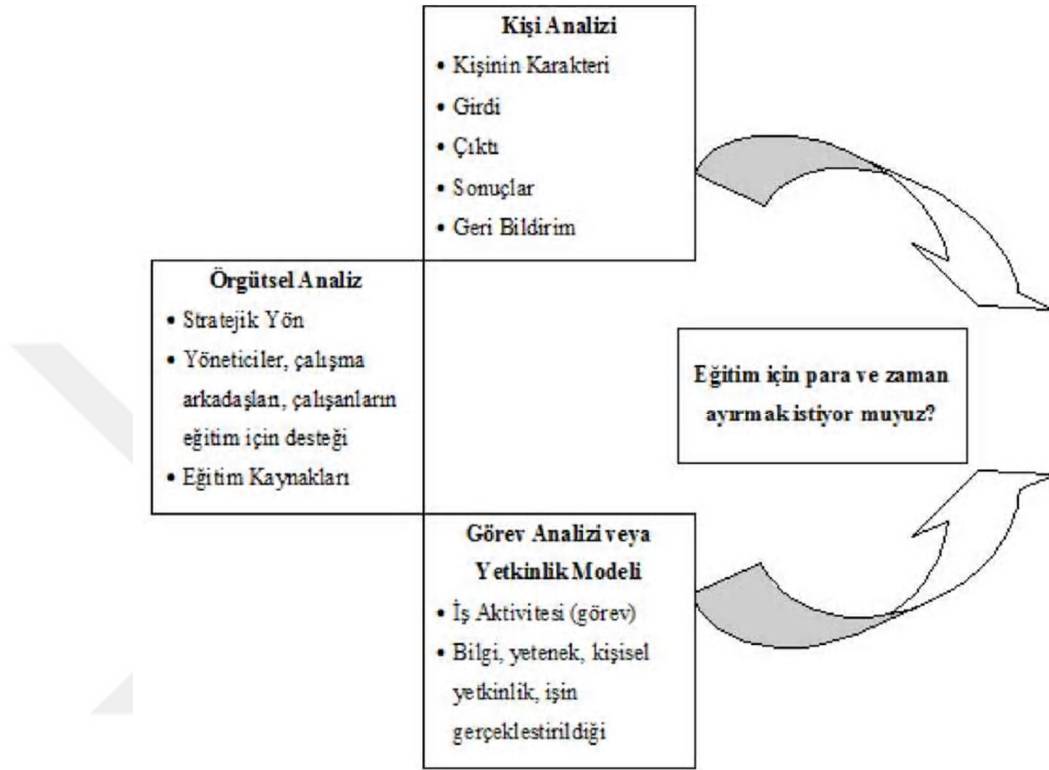 Kişi Analizi
• Kişinin Karakteri
• Girdi
• Çıktı
• Sonuçlar
• Geri Bildirim
Örgütsel Analiz
• Stratejik Yön
• Yöneticiler, çalışma
arkadaşları, çalışanların
eğitim için desteği
• Eğitim Kaynakları
Eğitim için para ve zaman
ayırmak istiyor muyuz?
Görev Analizi veya
Yetkinlik Modeli
• İş Aktivitesi (görev)
• Bilgi, yetenek, kişisel
yetkinlik, işin
gerçeklestirildiği